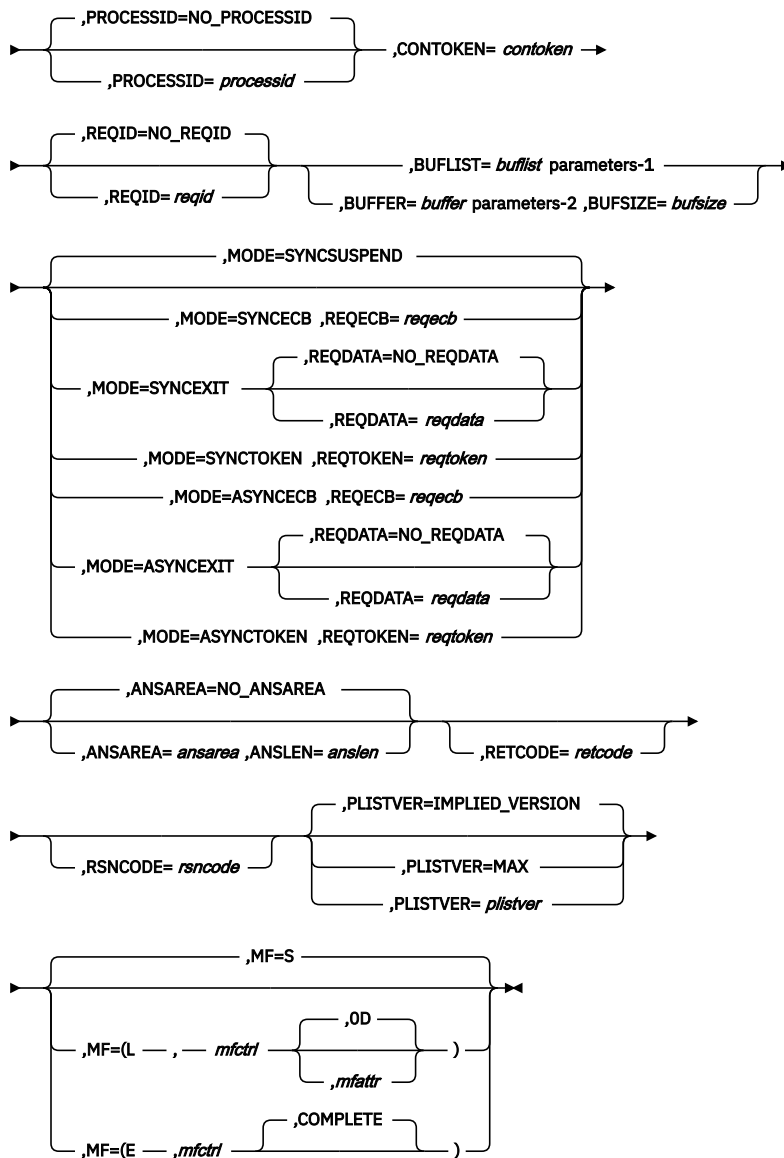 ,PROCESSID=NO_PROCESSID
,PROCESSID= processid
,CONTOKEN= contoken
,REQID=NO_REQID
,REQID= reqid
,BUFLIST= buflist parameters-1
,BUFFER= buffer parameters-2 ,BUFSIZE= bufsize
,MODE=SYNCSUSPEND
,MODE=SYNCECB ,REQECB= reqecb
,MODE=SYNCEXIT
,REQDATA=NO_REQDATA
,REQDATA= reqdata
,MODE=SYNCTOKEN ,REQTOKEN= reqtoken
,MODE=ASYNCECB ,REQECB= reqecb
,MODE=ASYNCEXIT
,REQDATA=NO_REQDATA
,REQDATA= reqdata
,MODE=ASYNCTOKEN ,REQTOKEN= reqtoken
,ANSAREA=NO_ANSAREA
,ANSAREA= ansarea ,ANSLEN= anslen
,RETCODE= retcode
,RSNCODE= rsncode
,PLISTVER=IMPLIED_VERSION
,PLISTVER=MAX
,PLISTVER= plistver
,MF=S
,MF=(L , mfctrl
,0D
,mfattr
)
,MF=(E ,mfctrl
,COMPLETE
)